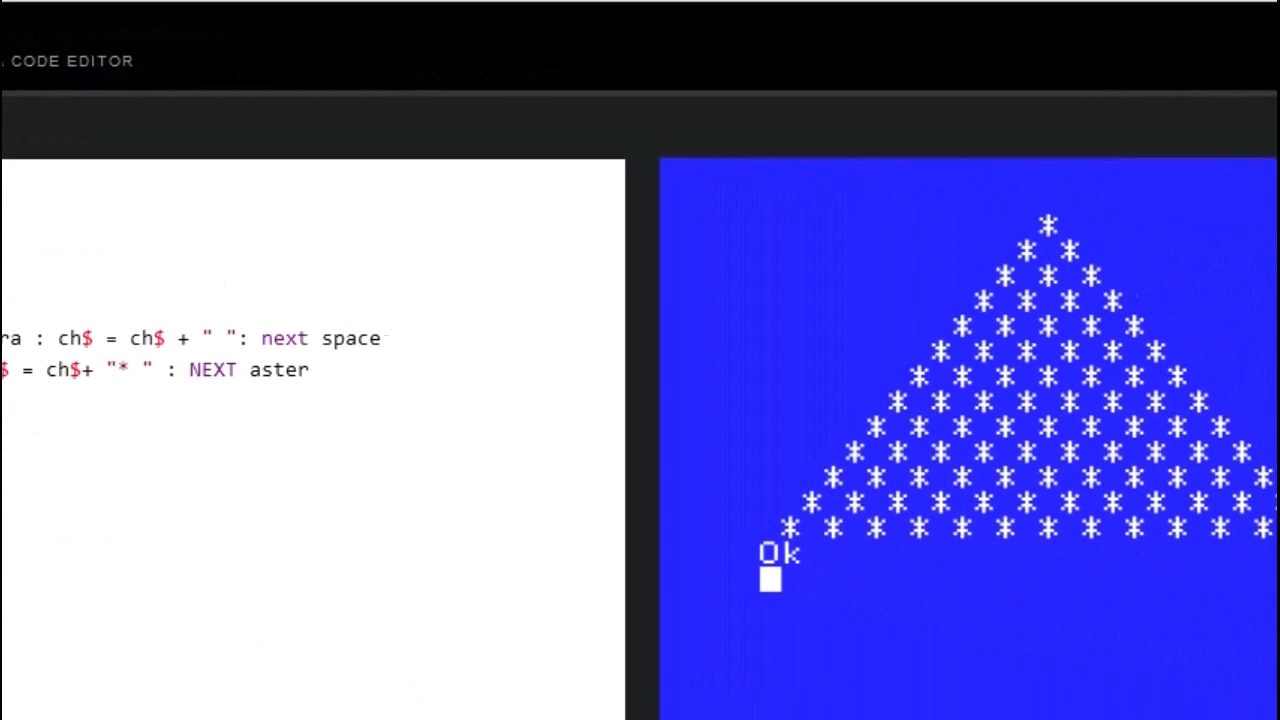 CODE EDITOR
ra : ch$ = ch$ + " ": next space
$ = ch$+ "* " : NEXT aster
*
* *
* * *
* * * *
* * * * *
* * * * * *
* * * * * * *
* * * * * * * *
* * * * * * * * *
* * * * * * * * * *
* * * * * * * * * * *
* * * * * * * * * * *
* * * * * * * * * * * *
Ok